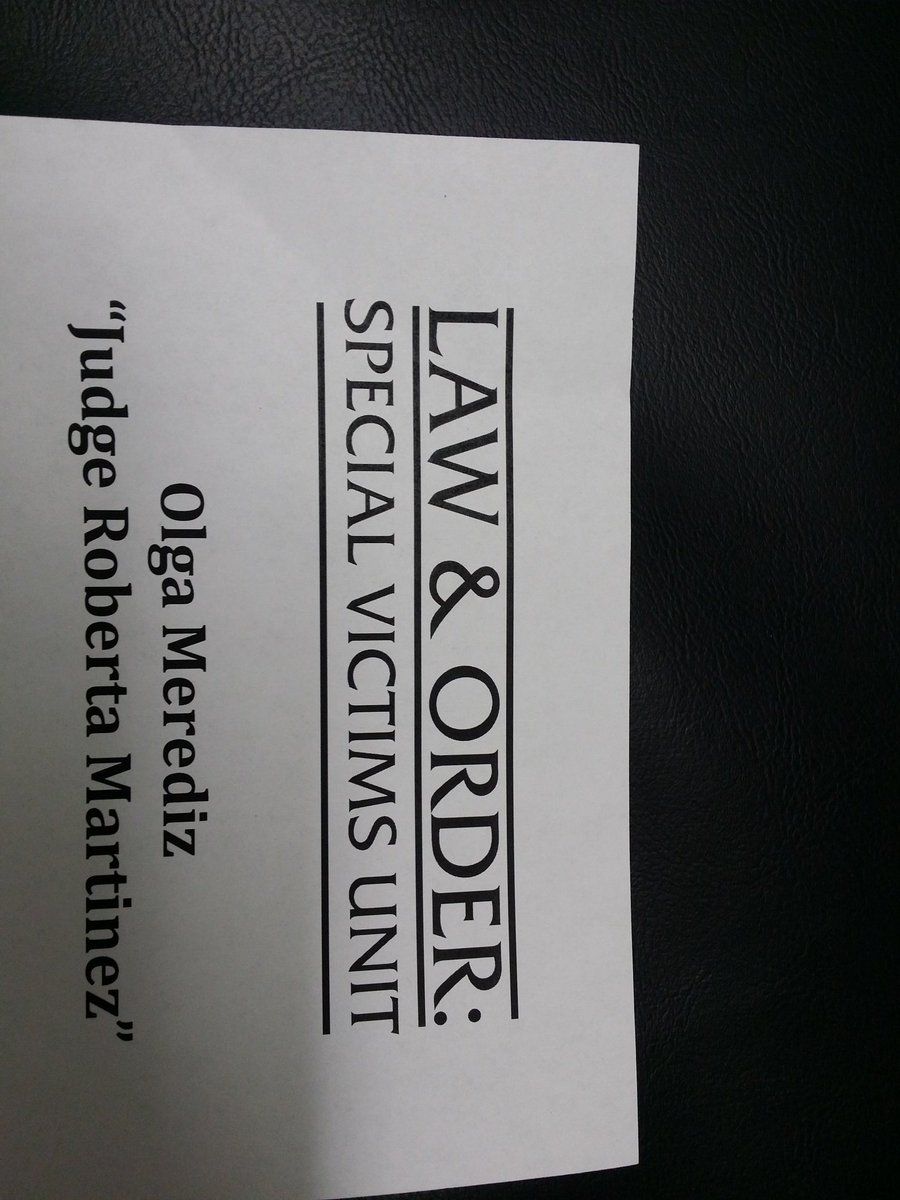 LAW & ORDER:
SPECIAL VICTIMS UNIT
Olga Merediz
“Judge Roberta Martinez”